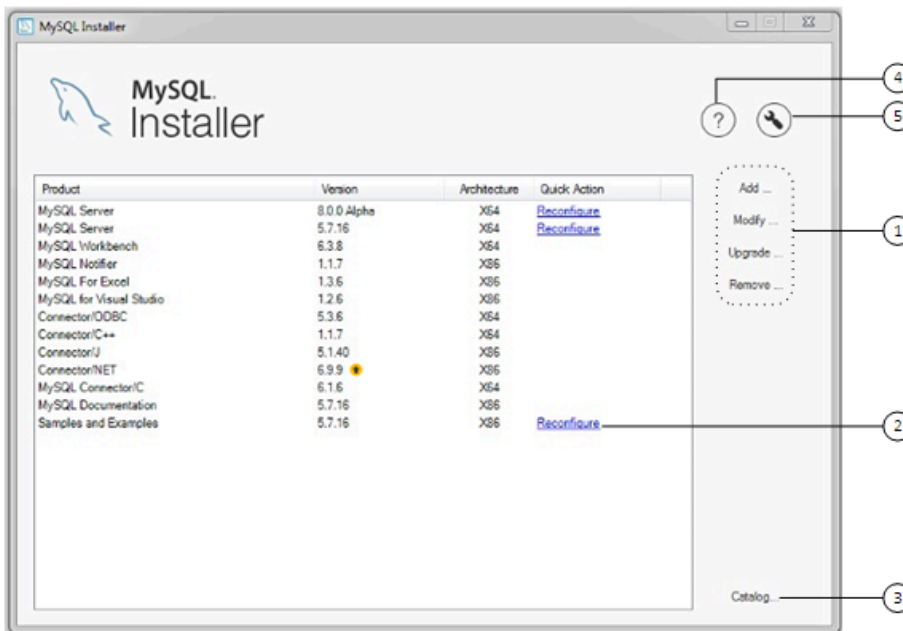 MySQL Installer
MySQL.
Installer
4
?
5
Product Version Architecture Quick Action
MySQL Server 8.0.0 Alpha X64 Reconfigure
MySQL Server 5.7.16 X64 Reconfigure
MySQL Workbench 6.3.8 X64
MySQL Notifier 1.1.7 X86
MySQL For Excel 1.3.6 X86
MySQL for Visual Studio 1.2.6 X86
Connector/ODBC 5.3.6 X64
Connector/C++ 1.1.7 X64
Connector/J 5.1.40 X86
Connector/NET 6.9.9 X86
MySQL Connector/C 6.1.6 X64
MySQL Documentation 5.7.16 X86
Samples and Examples 5.7.16 X86 Reconfigure
Add ...
Modify ...
1
Upgrade ...
Remove ...
2
Catalog...
3